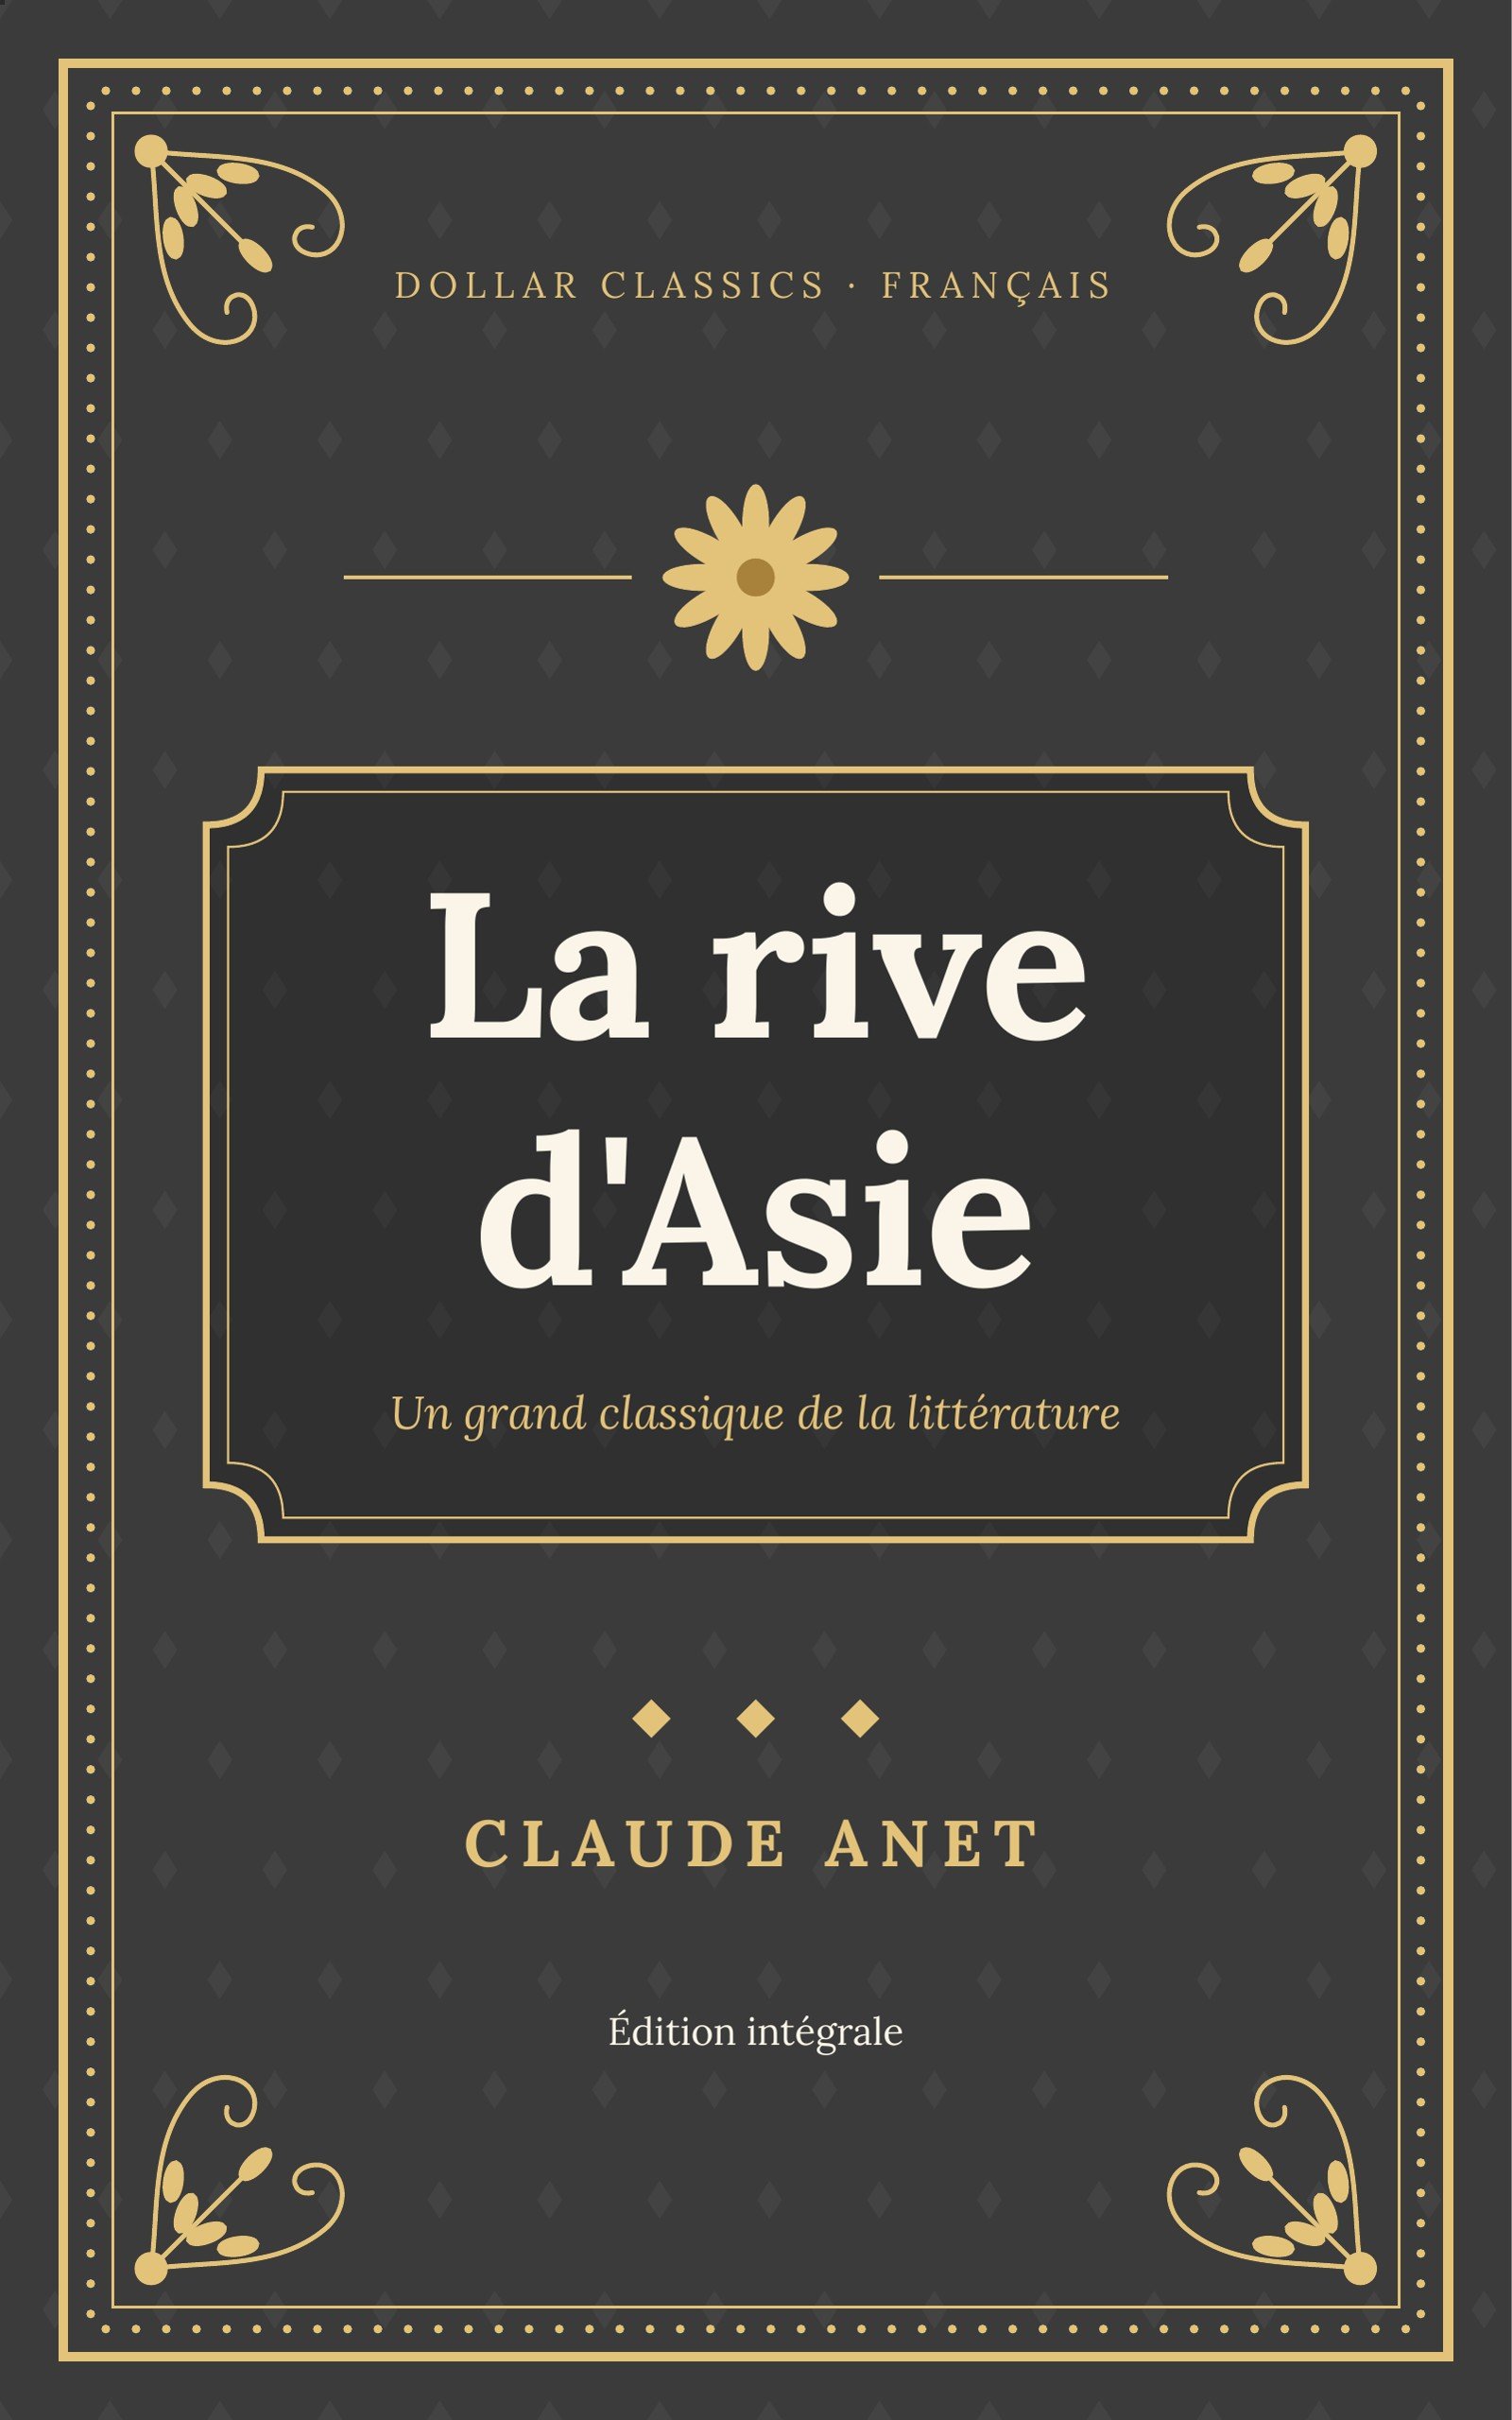 DOLLAR CLASSICS · FRANÇAIS
La rive
d'Asie
Un grand classique de la littérature
CLAUDE ANET
Édition intégrale